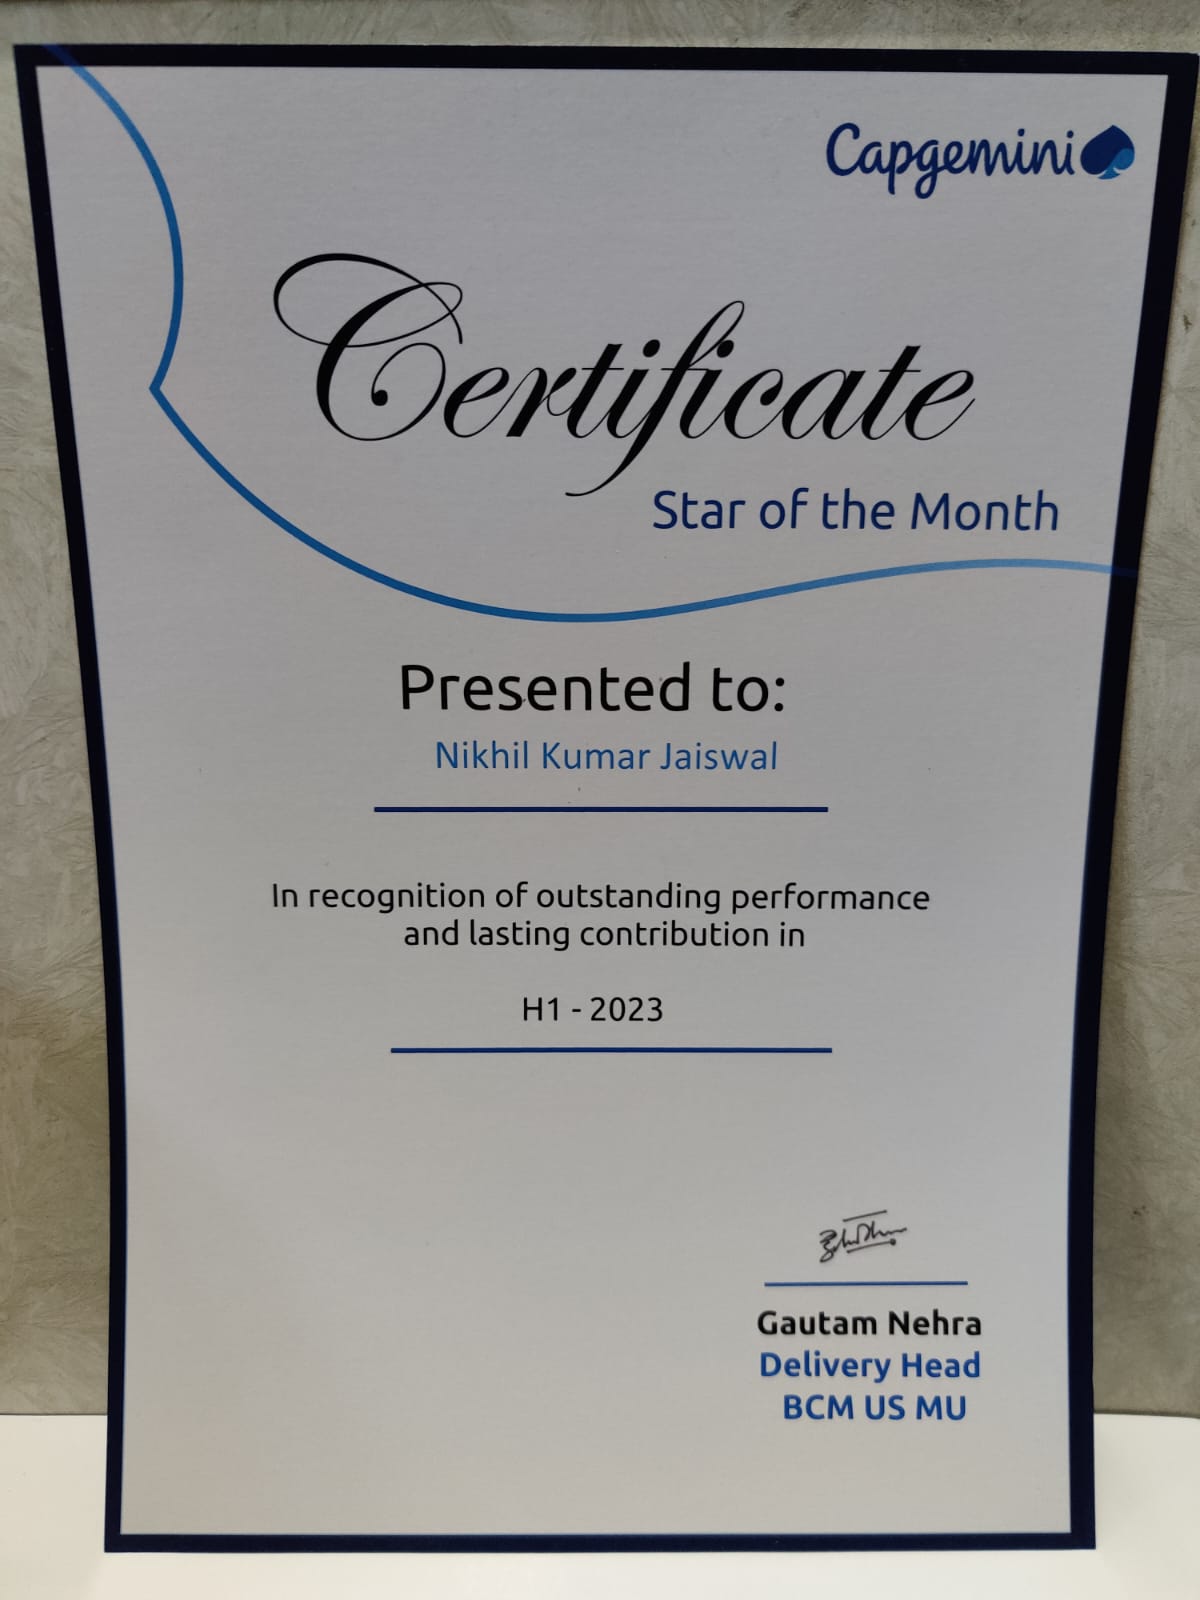 Capgemini
Certificate
Star of the Month
Presented to:
Nikhil Kumar Jaiswal
In recognition of outstanding performance
and lasting contribution in
H1 - 2023
Gautam Nehra
Delivery Head
BCM US MU